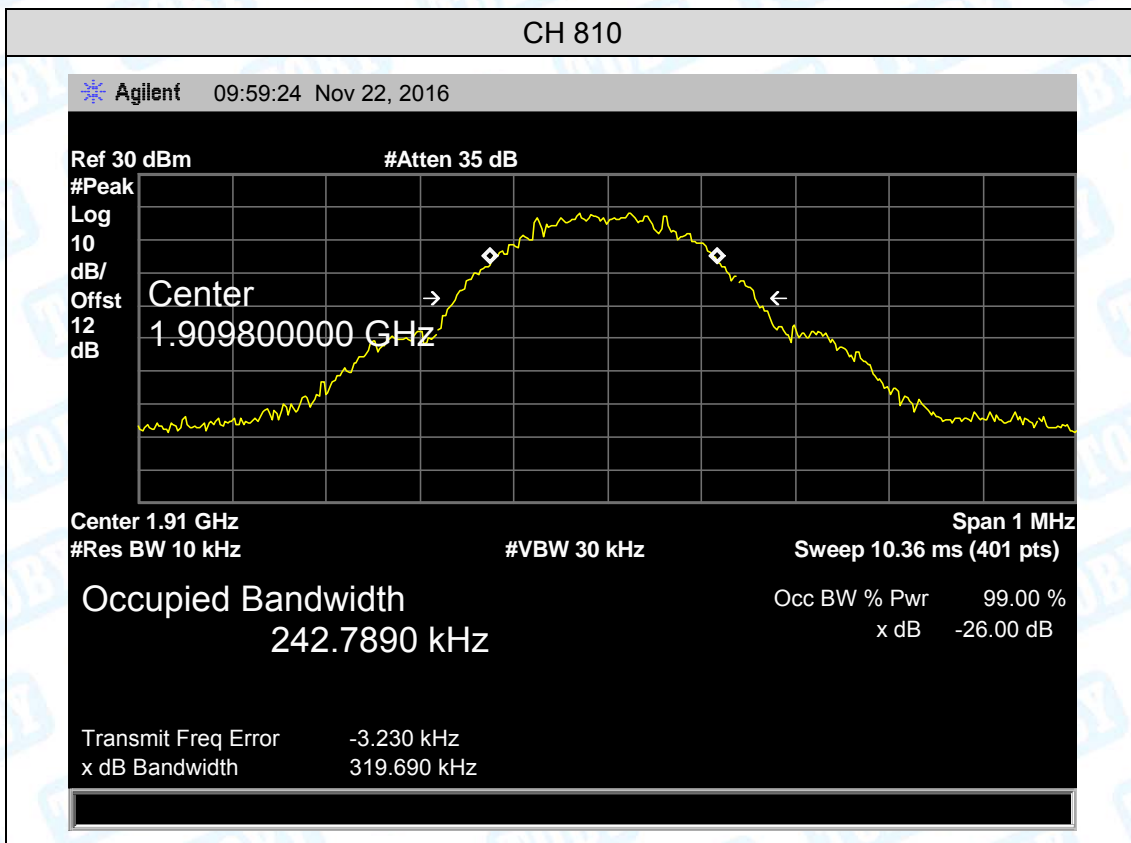 CH 810
Agilent 09:59:24 Nov 22, 2016
Ref 30 dBm #Atten 35 dB
#Peak
Log
10
dB/
Offst
12
dB
Center
1.909800000 GHz
Center 1.91 GHz Span 1 MHz
#Res BW 10 kHz #VBW 30 kHz Sweep 10.36 ms (401 pts)
Occupied Bandwidth
242.7890 kHz
Occ BW % Pwr 99.00 %
x dB -26.00 dB
Transmit Freq Error -3.230 kHz
x dB Bandwidth 319.690 kHz